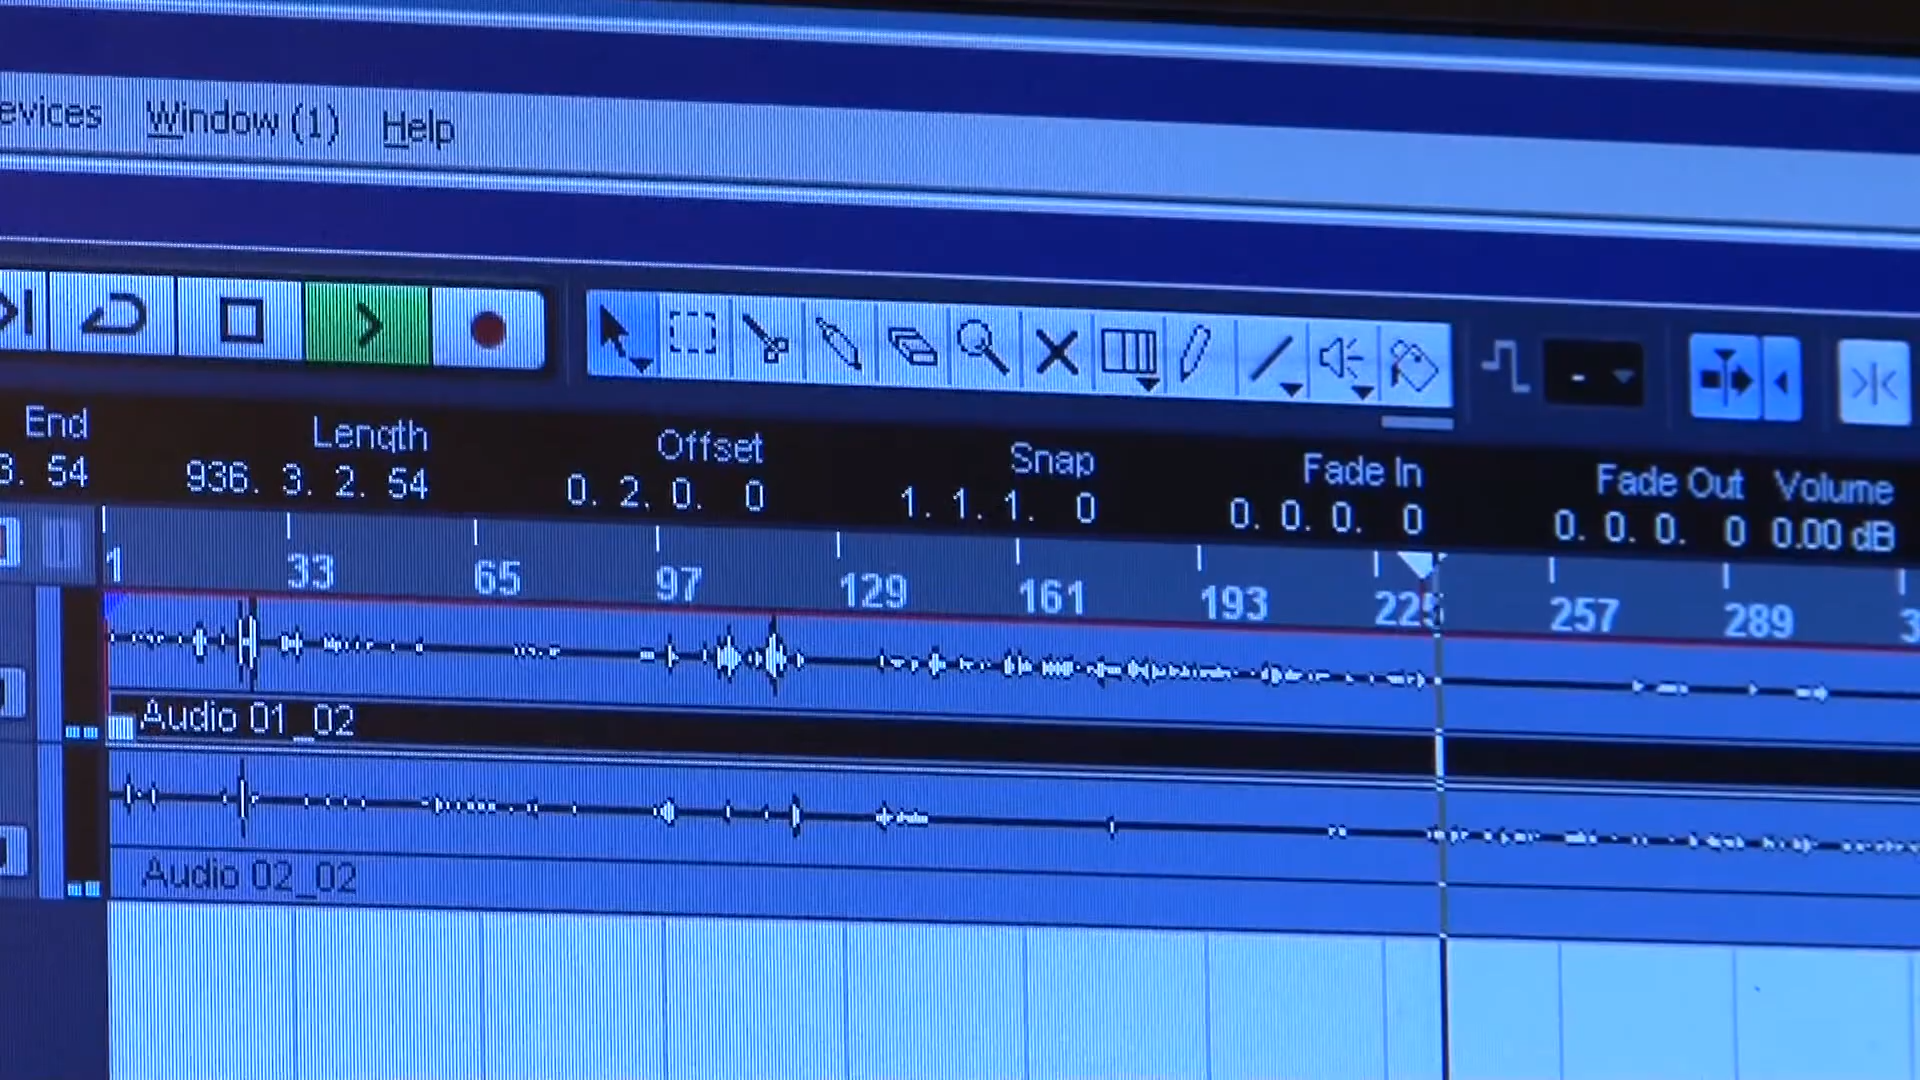 evices Window (1) Help
End Length Offset Snap Fade In Fade Out Volume
3. 54 936. 3. 2. 54 0. 2. 0. 0 1. 1. 1. 0 0. 0. 0. 0 0. 0. 0. 0 0.00 dB
1 33 65 97 129 161 193 225 257 289 3
Audio 01_02
Audio 02_02